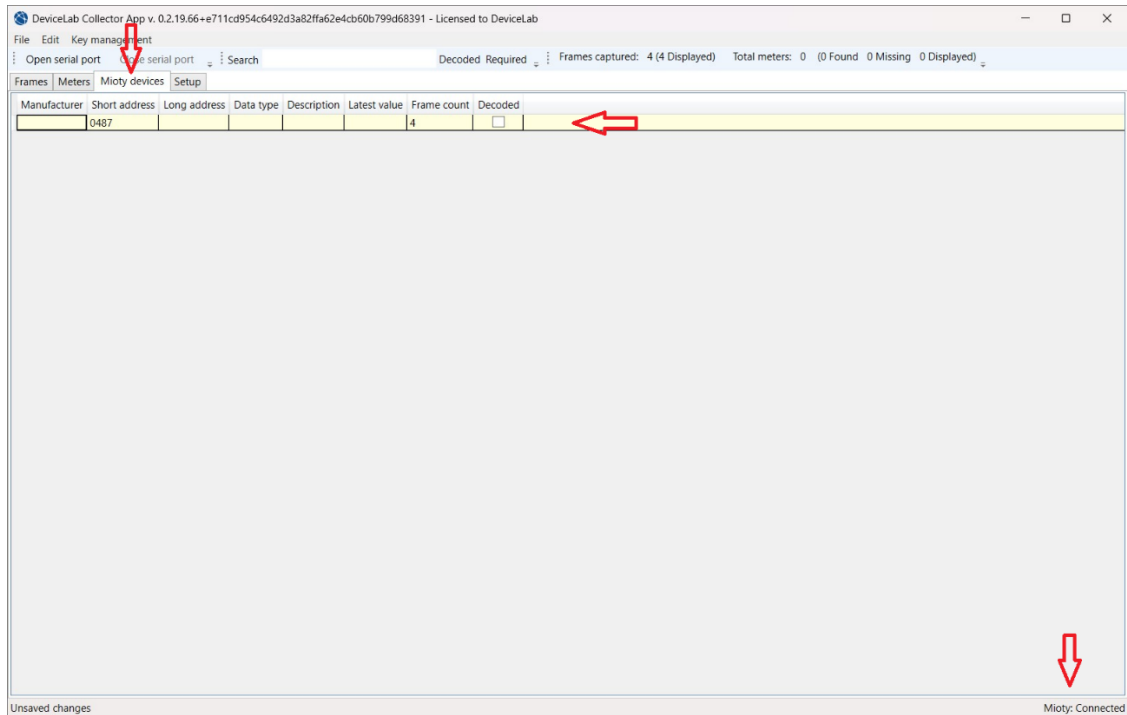 DeviceLab Collector App v. 0.2.19.66+e711cd954c6492d3a82ffa62e4cb60b799d68391 - Licensed to DeviceLab
File Edit Key management
Open serial port Close serial port Search Decoded Required Frames captured: 4 (4 Displayed) Total meters: 0 (0 Found 0 Missing 0 Displayed)
Frames Meters Mioty devices Setup
Manufacturer Short address Long address Data type Description Latest value Frame count Decoded
0487 4
Unsaved changes Mioty: Connected